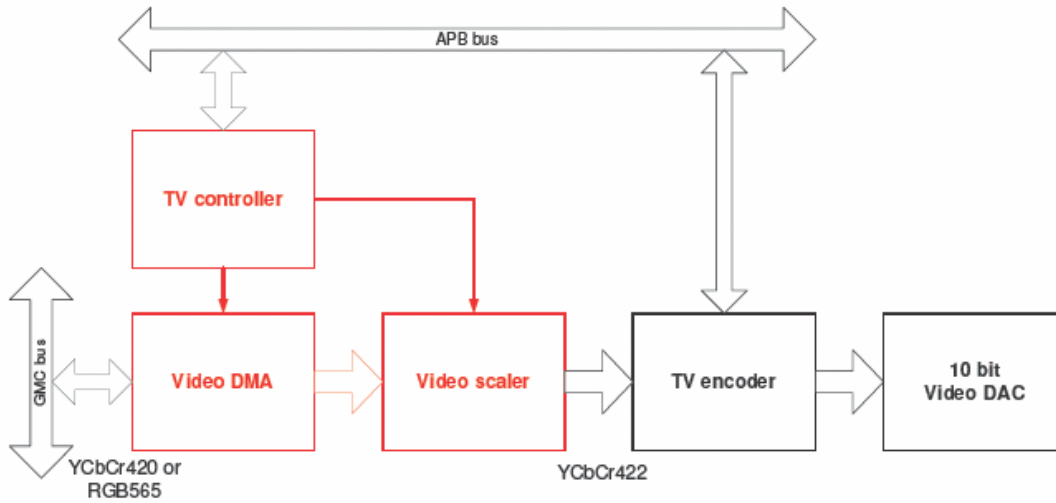 APB bus
TV controller
GMC bus
Video DMA
Video scaler
TV encoder
10 bit
Video DAC
YCbCr420 or
RGB565
YCbCr422